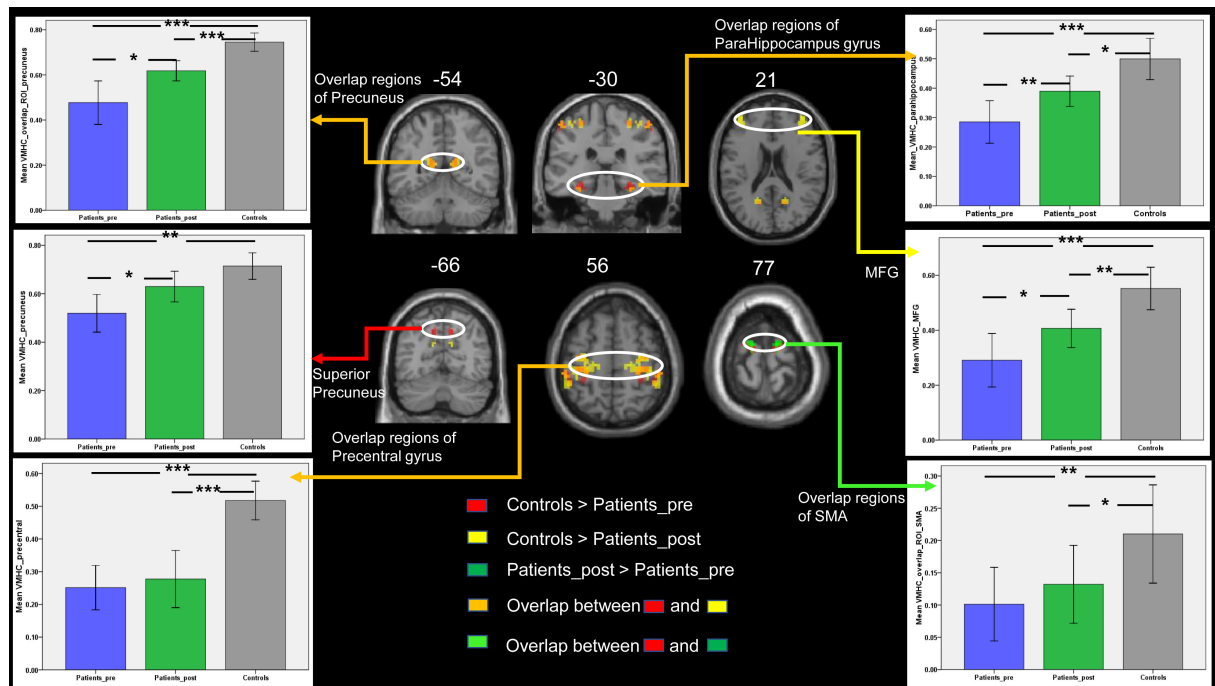 Mean VMHC_overlap_ROI_precuneus
0.80
0.60
0.40
0.20
0.00
***
***
*
Patients_pre
Patients_post
Controls
Overlap regions
of Precuneus
-54
-30
21
Overlap regions of
ParaHippocampus gyrus
Mean_VMHC_parahippocampus
0.60
0.50
0.40
0.30
0.20
0.10
0.00
***
*
**
Patients_pre
Patients_post
Controls
Mean VMHC_precuneus
0.80
0.60
0.40
0.20
0.00
**
*
Patients_pre
Patients_post
Controls
Superior
Precuneus
-66
56
77
MFG
Mean VMHC_MFG
0.60
0.40
0.20
0.00
***
**
*
Patients_pre
Patients_post
Controls
Overlap regions of
Precentral gyrus
Mean VMHC_precentral
0.60
0.50
0.40
0.30
0.20
0.10
0.00
***
***
Patients_pre
Patients_post
Controls
Controls > Patients_pre
Controls > Patients_post
Patients_post > Patients_pre
Overlap between and
Overlap between and
Overlap regions
of SMA
Mean VMHC_overlap_ROI_SMA
0.30
0.25
0.20
0.15
0.10
0.05
0.00
**
*
Patients_pre
Patients_post
Controls